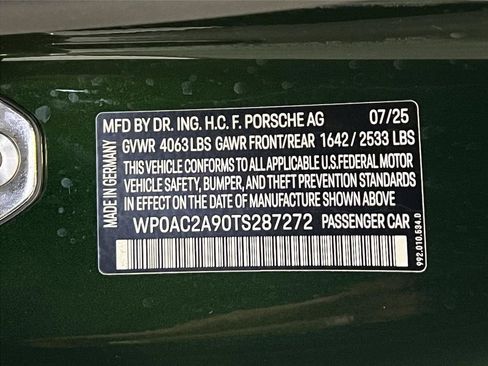 MADE IN GERMANY
MFD BY DR. ING. H.C. F. PORSCHE AG 07/25
GVWR 4063LBS GAWR FRONT/REAR 1642/2533 LBS
THIS VEHICLE CONFORMS TO ALL APPLICABLE U.S.FEDERAL MOTOR
VEHICLE SAFETY, BUMPER, AND THEFT PREVENTION STANDARDS
IN EFFECT ON THE DATE OF MANUFACTURE SHOWN ABOVE
WP0AC2A90TS287272 PASSENGER CAR
992.010.534.0